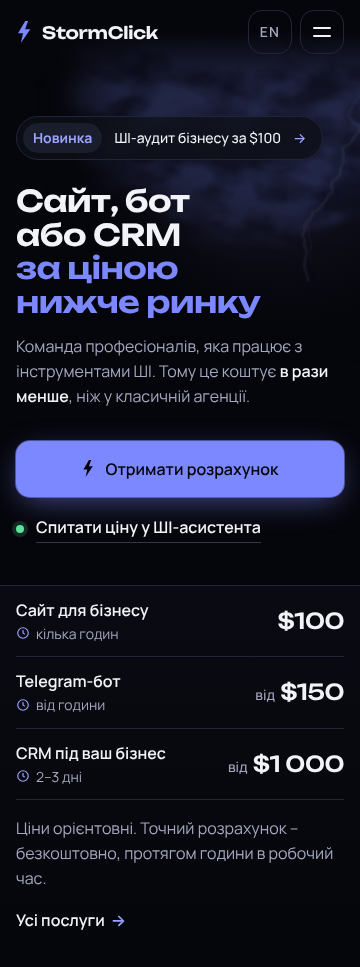 StormClick
EN
Новинка ШІ-аудит бізнесу за $100 →
Сайт, бот
або CRM
за ціною
нижче ринку
Команда професіоналів, яка працює з
інструментами ШІ. Тому це коштує в рази
менше, ніж у класичній агенції.
Отримати розрахунок
Спитати ціну у ШІ-асистента
Сайт для бізнесу
кілька годин
$100
Telegram-бот
від години
від $150
CRM під ваш бізнес
2–3 дні
від $1 000
Ціни орієнтовні. Точний розрахунок –
безкоштовно, протягом години в робочий
час.
Усі послуги →